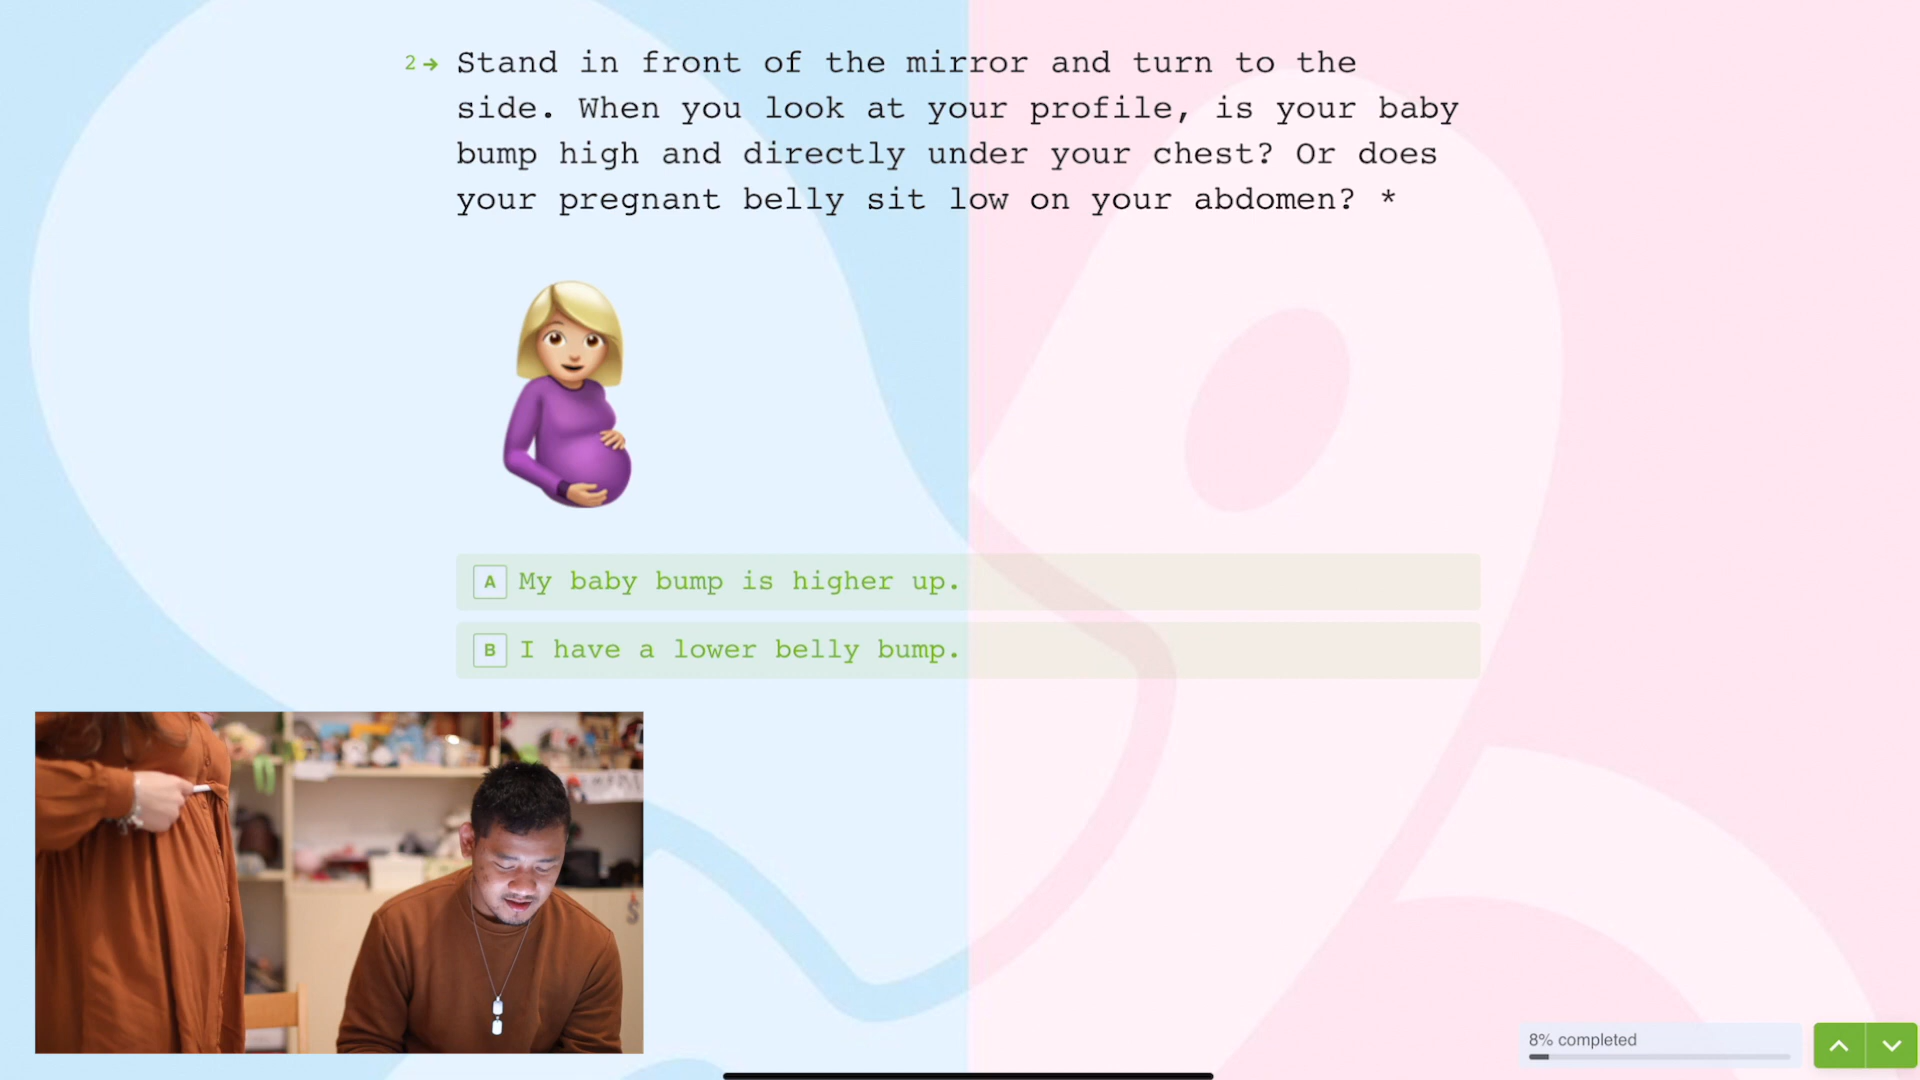 2→ Stand in front of the mirror and turn to the
side. When you look at your profile, is your baby
bump high and directly under your chest? Or does
your pregnant belly sit low on your abdomen? *
A My baby bump is higher up.
B I have a lower belly bump.
8% completed